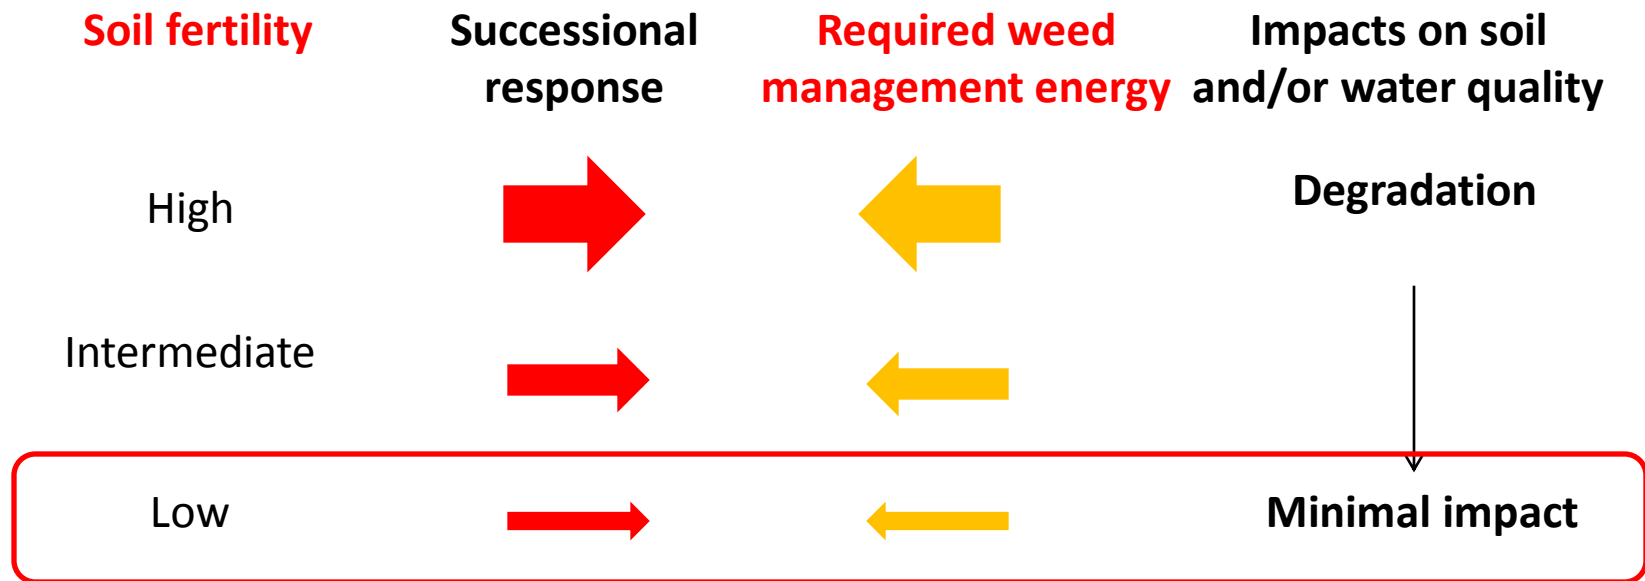 Soil fertility
Successional
response
Required weed
management energy
Impacts on soil
and/or water quality
High
Degradation
Intermediate
Low
Minimal impact